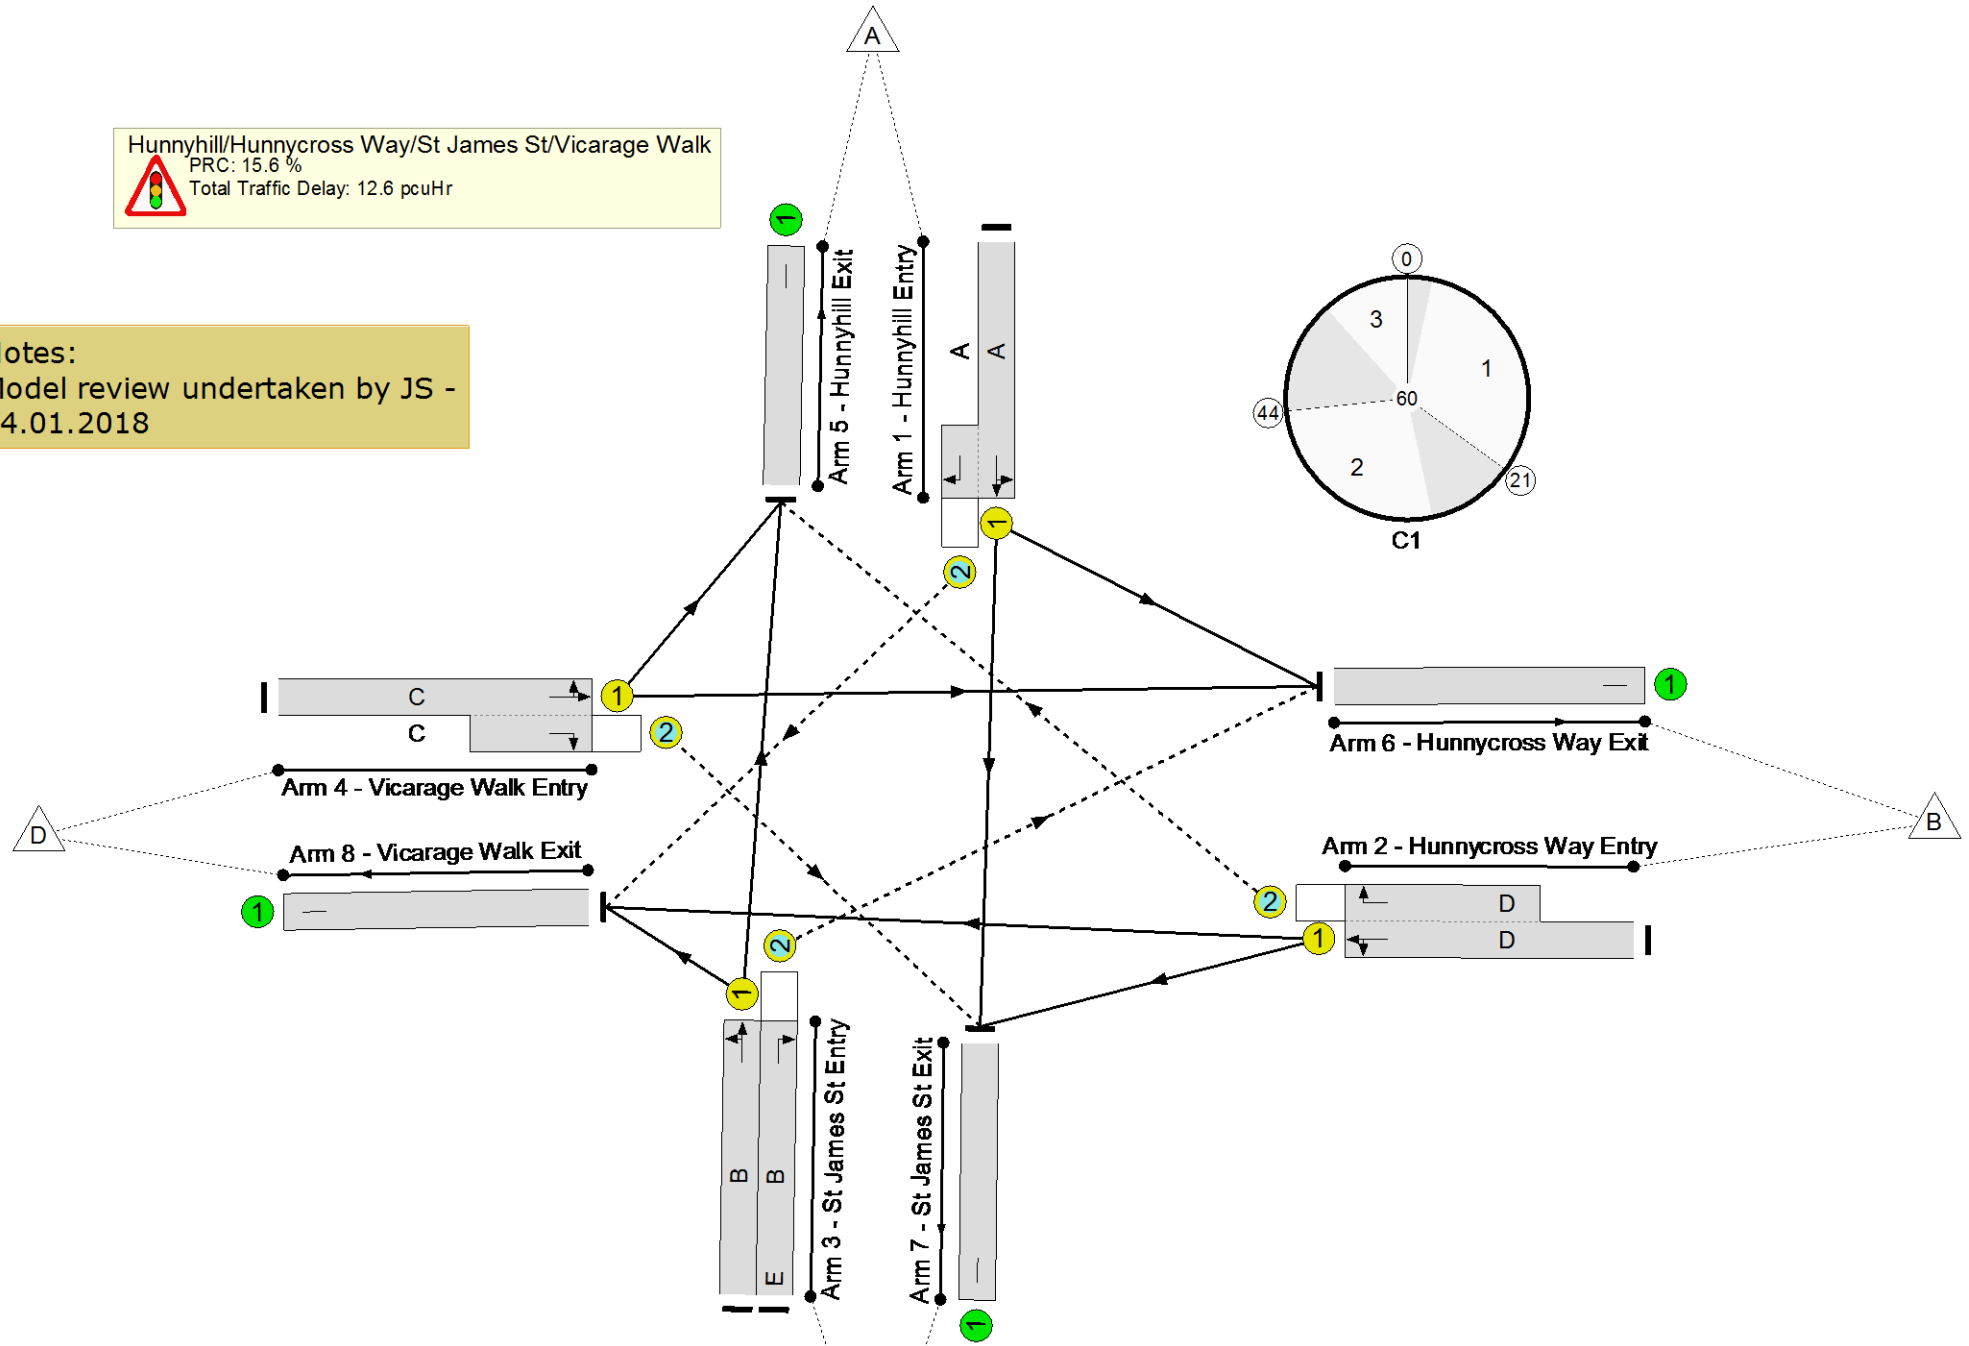 A
Hunnyhill/Hunnycross Way/St James St/Vicarage Walk
PRC: 15.6 %
Total Traffic Delay: 12.6 pcuHr
otes:
odel review undertaken by JS -
4.01.2018
1
Arm 5 - Hunnyhill Exit
Arm 1 - Hunnyhill Entry
A
A
1
2
0
3
1
60
44
2
21
C1
C
C
1
2
Arm 4 - Vicarage Walk Entry
D
Arm 8 - Vicarage Walk Exit
1
1
Arm 6 - Hunnycross Way Exit
B
Arm 2 - Hunnycross Way Entry
2
1
D
D
2
1
B
B
E
Arm 3 - St James St Entry
Arm 7 - St James St Exit
1